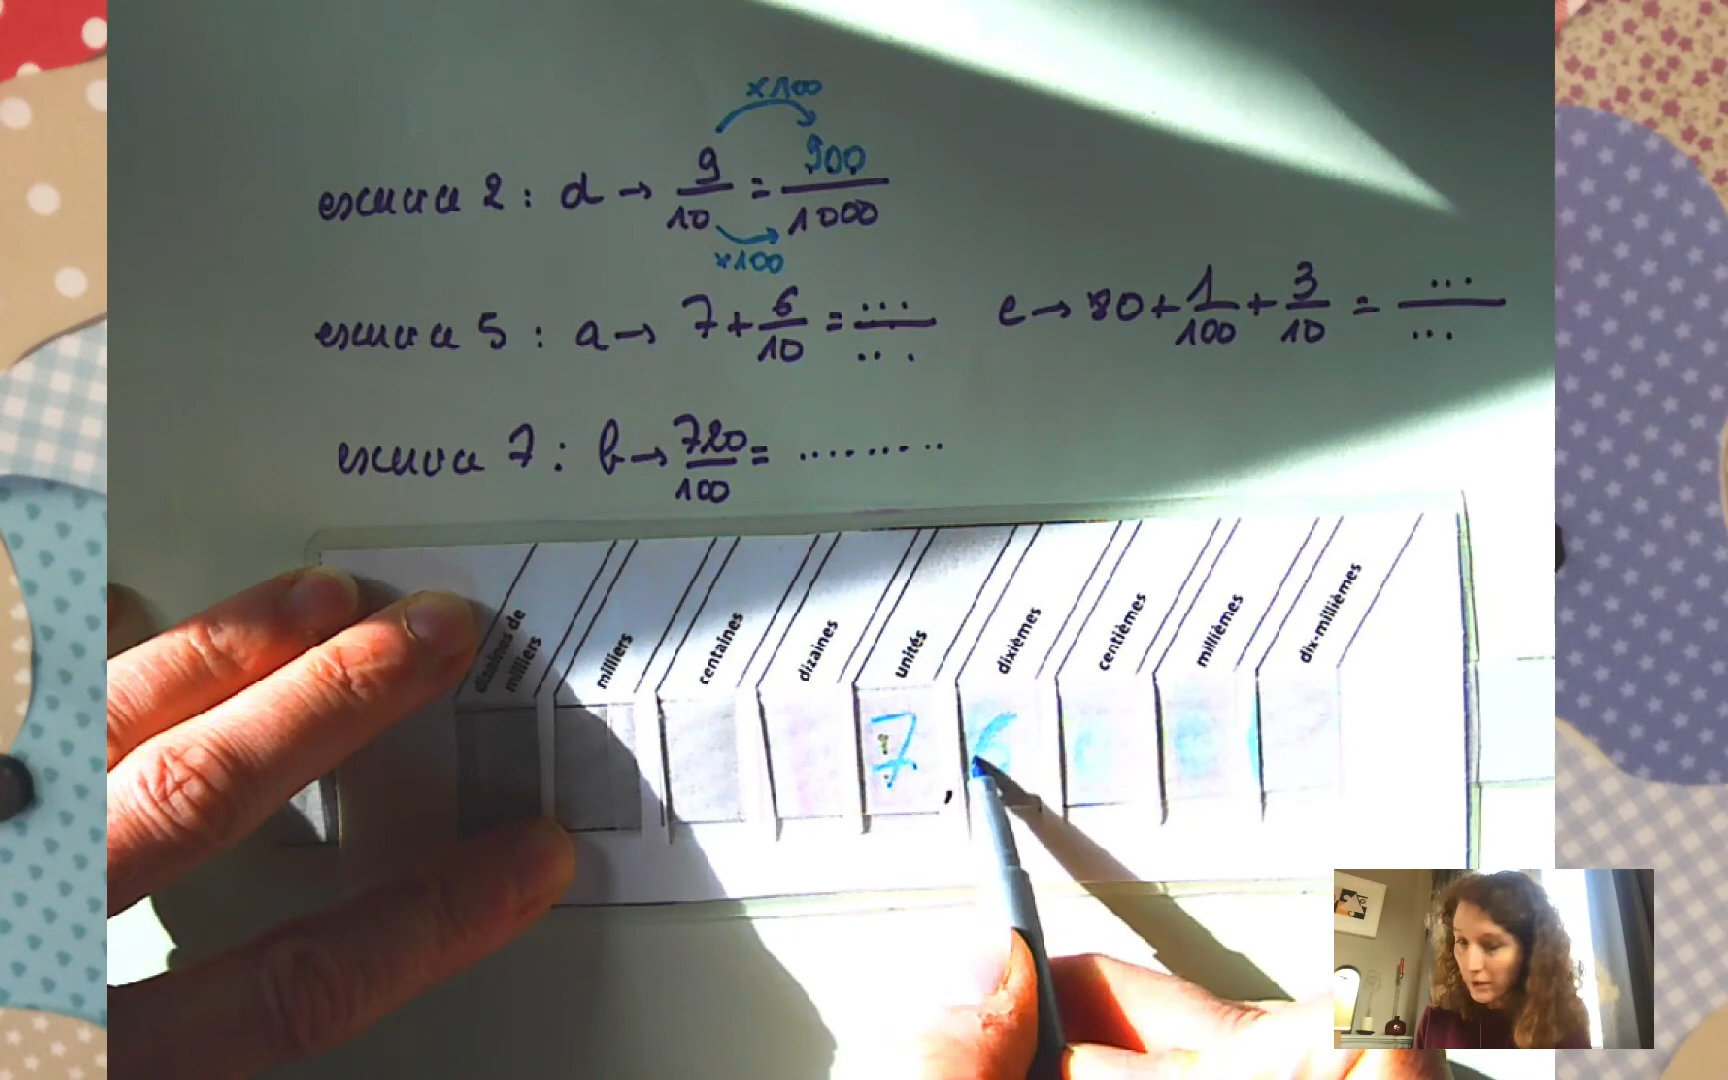 ×100
exercice 2 : d → 9/10 = 900/1000
×100
exercice 5 : a → 7 + 6/10 = .../... e → 80 + 1/100 + 3/10 = .../...
exercice 7 : b → 720/100 = .........
dizaines de milliers
milliers
centaines
dizaines
unités
dixièmes
centièmes
millièmes
dix-millièmes
7 , 6